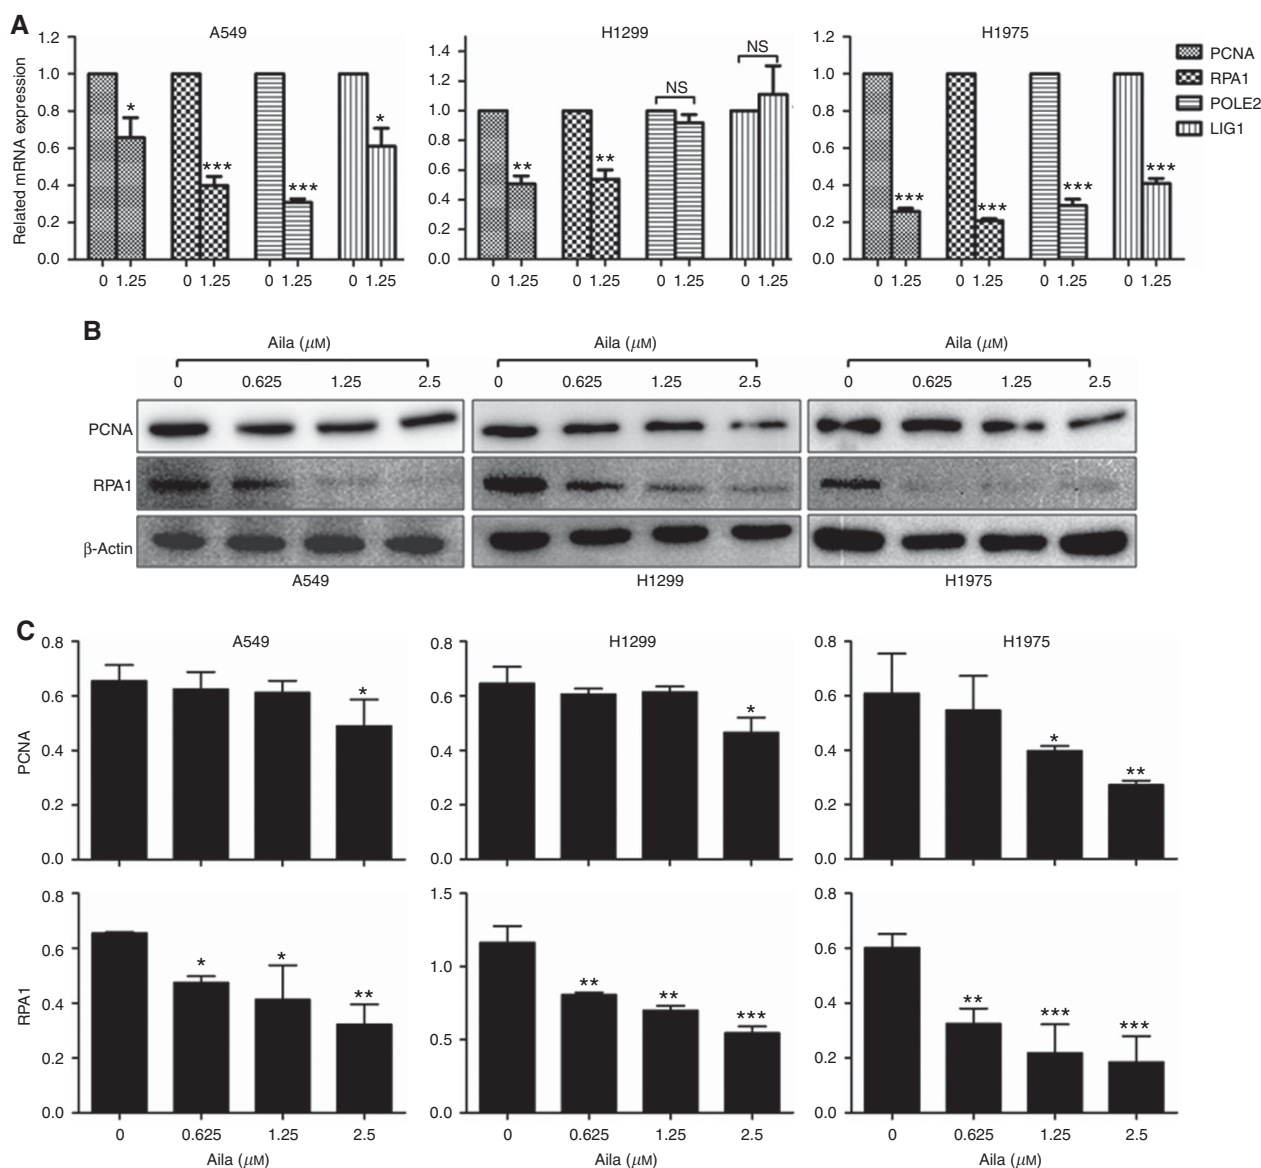 A
A549
H1299
H1975
Related mRNA expression
1.2
1.0
0.8
0.6
0.4
0.2
0.0
* *** *** *
0 1.25 0 1.25 0 1.25 0 1.25
1.4
1.2
1.0
0.8
0.6
0.4
0.2
0.0
** ** NS NS
0 1.25 0 1.25 0 1.25 0 1.25
1.2
1.0
0.8
0.6
0.4
0.2
0.0
*** *** *** ***
0 1.25 0 1.25 0 1.25 0 1.25
PCNA
RPA1
POLE2
LIG1
B
Aila (μM) Aila (μM) Aila (μM)
0 0.625 1.25 2.5 0 0.625 1.25 2.5 0 0.625 1.25 2.5
PCNA
RPA1
β-Actin
A549 H1299 H1975
C
A549
PCNA
0.8
0.6
0.4
0.2
0.0
*
H1299
0.8
0.6
0.4
0.2
0.0
*
H1975
0.8
0.6
0.4
0.2
0.0
* **
RPA1
0.8
0.6
0.4
0.2
0.0
* * **
0 0.625 1.25 2.5
Aila (μM)
1.5
1.0
0.5
0.0
** ** ***
0 0.625 1.25 2.5
Aila (μM)
0.8
0.6
0.4
0.2
0.0
** *** ***
0 0.625 1.25 2.5
Aila (μM)